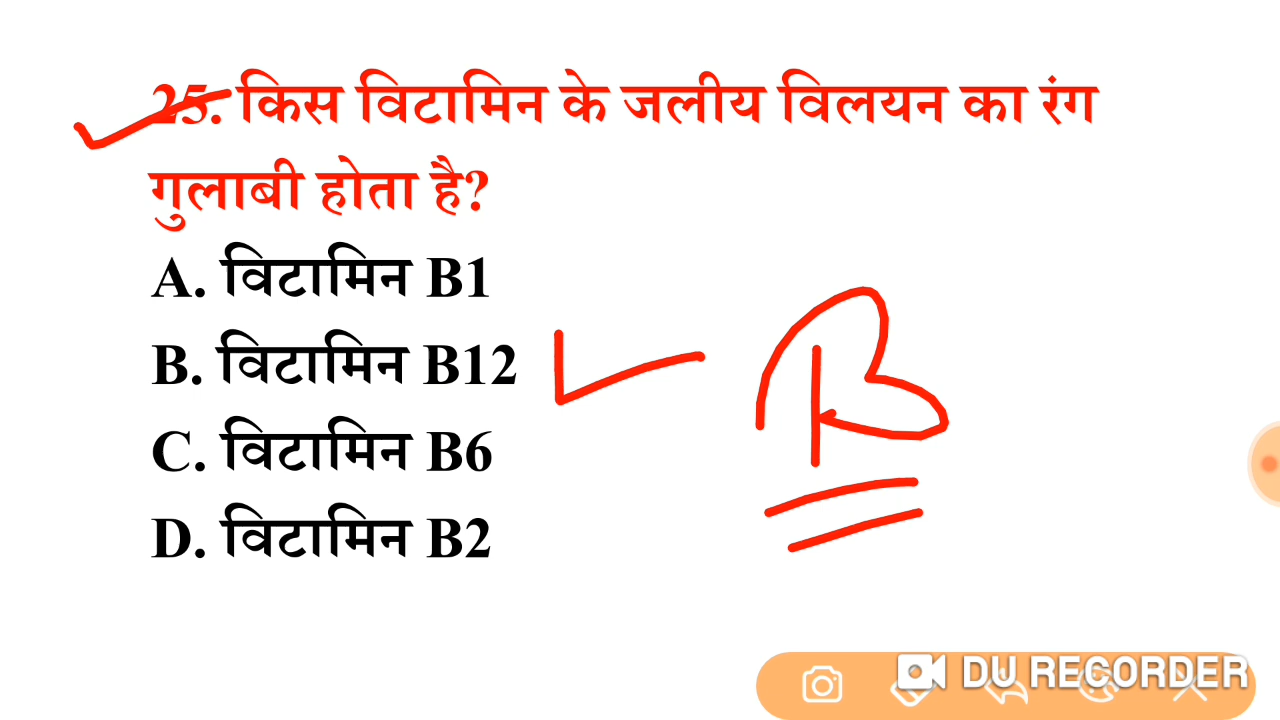 25. किस विटामिन के जलीय विलयन का रंग
गुलाबी होता है?
A. विटामिन B1
B. विटामिन B12
B
C. विटामिन B6
D. विटामिन B2
DU RECORDER